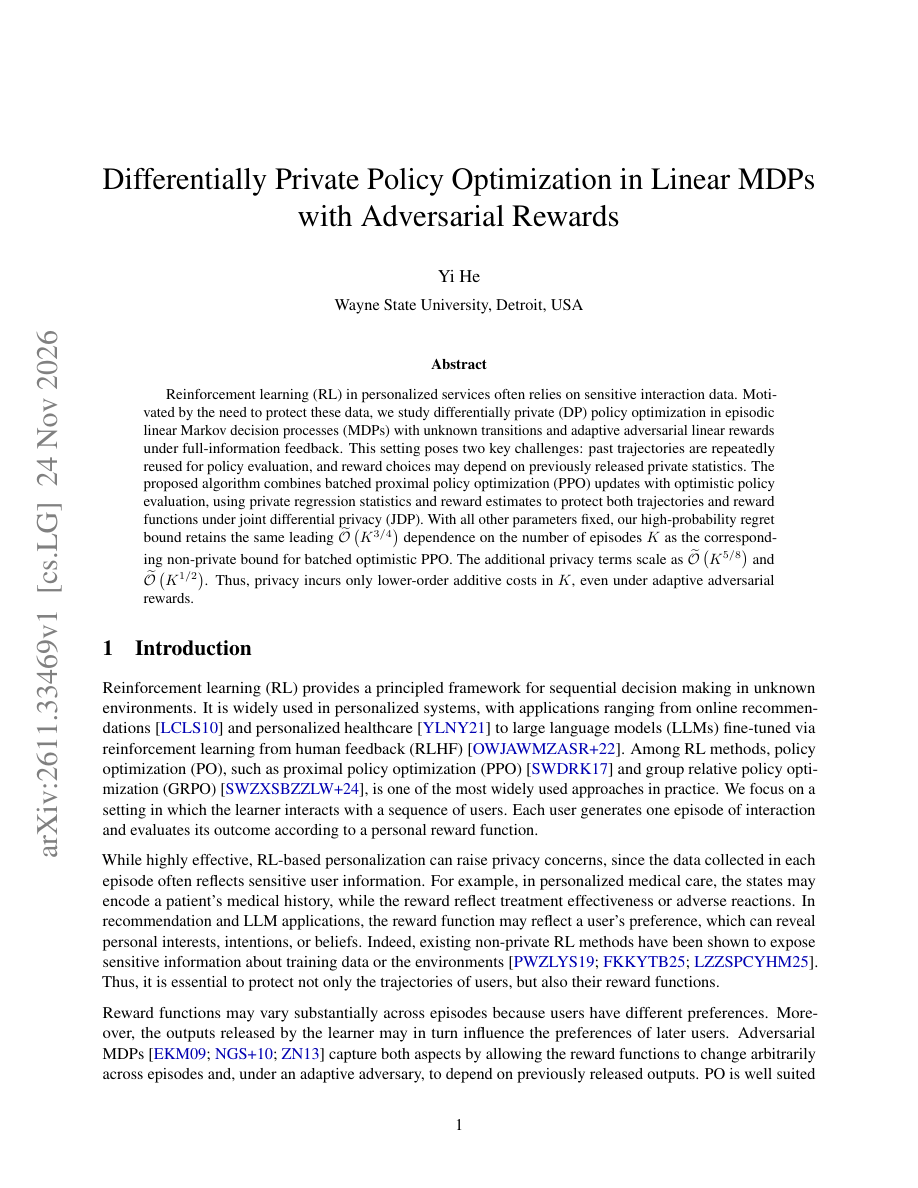 Differentially Private Policy Optimization in Linear MDPs
with Adversarial Rewards
Yi He
Wayne State University, Detroit, USA
Abstract
Reinforcement learning (RL) in personalized services often relies on sensitive interaction data. Moti-
vated by the need to protect these data, we study differentially private (DP) policy optimization in episodic
linear Markov decision processes (MDPs) with unknown transitions and adaptive adversarial linear rewards
under full-information feedback. This setting poses two key challenges: past trajectories are repeatedly
reused for policy evaluation, and reward choices may depend on previously released private statistics. The
proposed algorithm combines batched proximal policy optimization (PPO) updates with optimistic policy
evaluation, using private regression statistics and reward estimates to protect both trajectories and reward
functions under joint differential privacy (JDP). With all other parameters fixed, our high-probability regret
bound retains the same leading Õ (K^{3/4}) dependence on the number of episodes K as the correspond-
ing non-private bound for batched optimistic PPO. The additional privacy terms scale as Õ (K^{5/8}) and
Õ (K^{1/2}). Thus, privacy incurs only lower-order additive costs in K, even under adaptive adversarial
rewards.
1 Introduction
Reinforcement learning (RL) provides a principled framework for sequential decision making in unknown
environments. It is widely used in personalized systems, with applications ranging from online recommen-
dations [LCLS10] and personalized healthcare [YLNY21] to large language models (LLMs) fine-tuned via
reinforcement learning from human feedback (RLHF) [OWJAWMZASR+22]. Among RL methods, policy
optimization (PO), such as proximal policy optimization (PPO) [SWDRK17] and group relative policy opti-
mization (GRPO) [SWZXSBZZLW+24], is one of the most widely used approaches in practice. We focus on a
setting in which the learner interacts with a sequence of users. Each user generates one episode of interaction
and evaluates its outcome according to a personal reward function.
While highly effective, RL-based personalization can raise privacy concerns, since the data collected in each
episode often reflects sensitive user information. For example, in personalized medical care, the states may
encode a patient's medical history, while the reward reflect treatment effectiveness or adverse reactions. In
recommendation and LLM applications, the reward function may reflect a user's preference, which can reveal
personal interests, intentions, or beliefs. Indeed, existing non-private RL methods have been shown to expose
sensitive information about training data or the environments [PWZLYS19; FKKYTB25; LZZSPCYHM25].
Thus, it is essential to protect not only the trajectories of users, but also their reward functions.
Reward functions may vary substantially across episodes because users have different preferences. More-
over, the outputs released by the learner may in turn influence the preferences of later users. Adversarial
MDPs [EKM09; NGS+10; ZN13] capture both aspects by allowing the reward functions to change arbitrarily
across episodes and, under an adaptive adversary, to depend on previously released outputs. PO is well suited
1
arXiv:2611.33469v1 [cs.LG] 24 Nov 2026